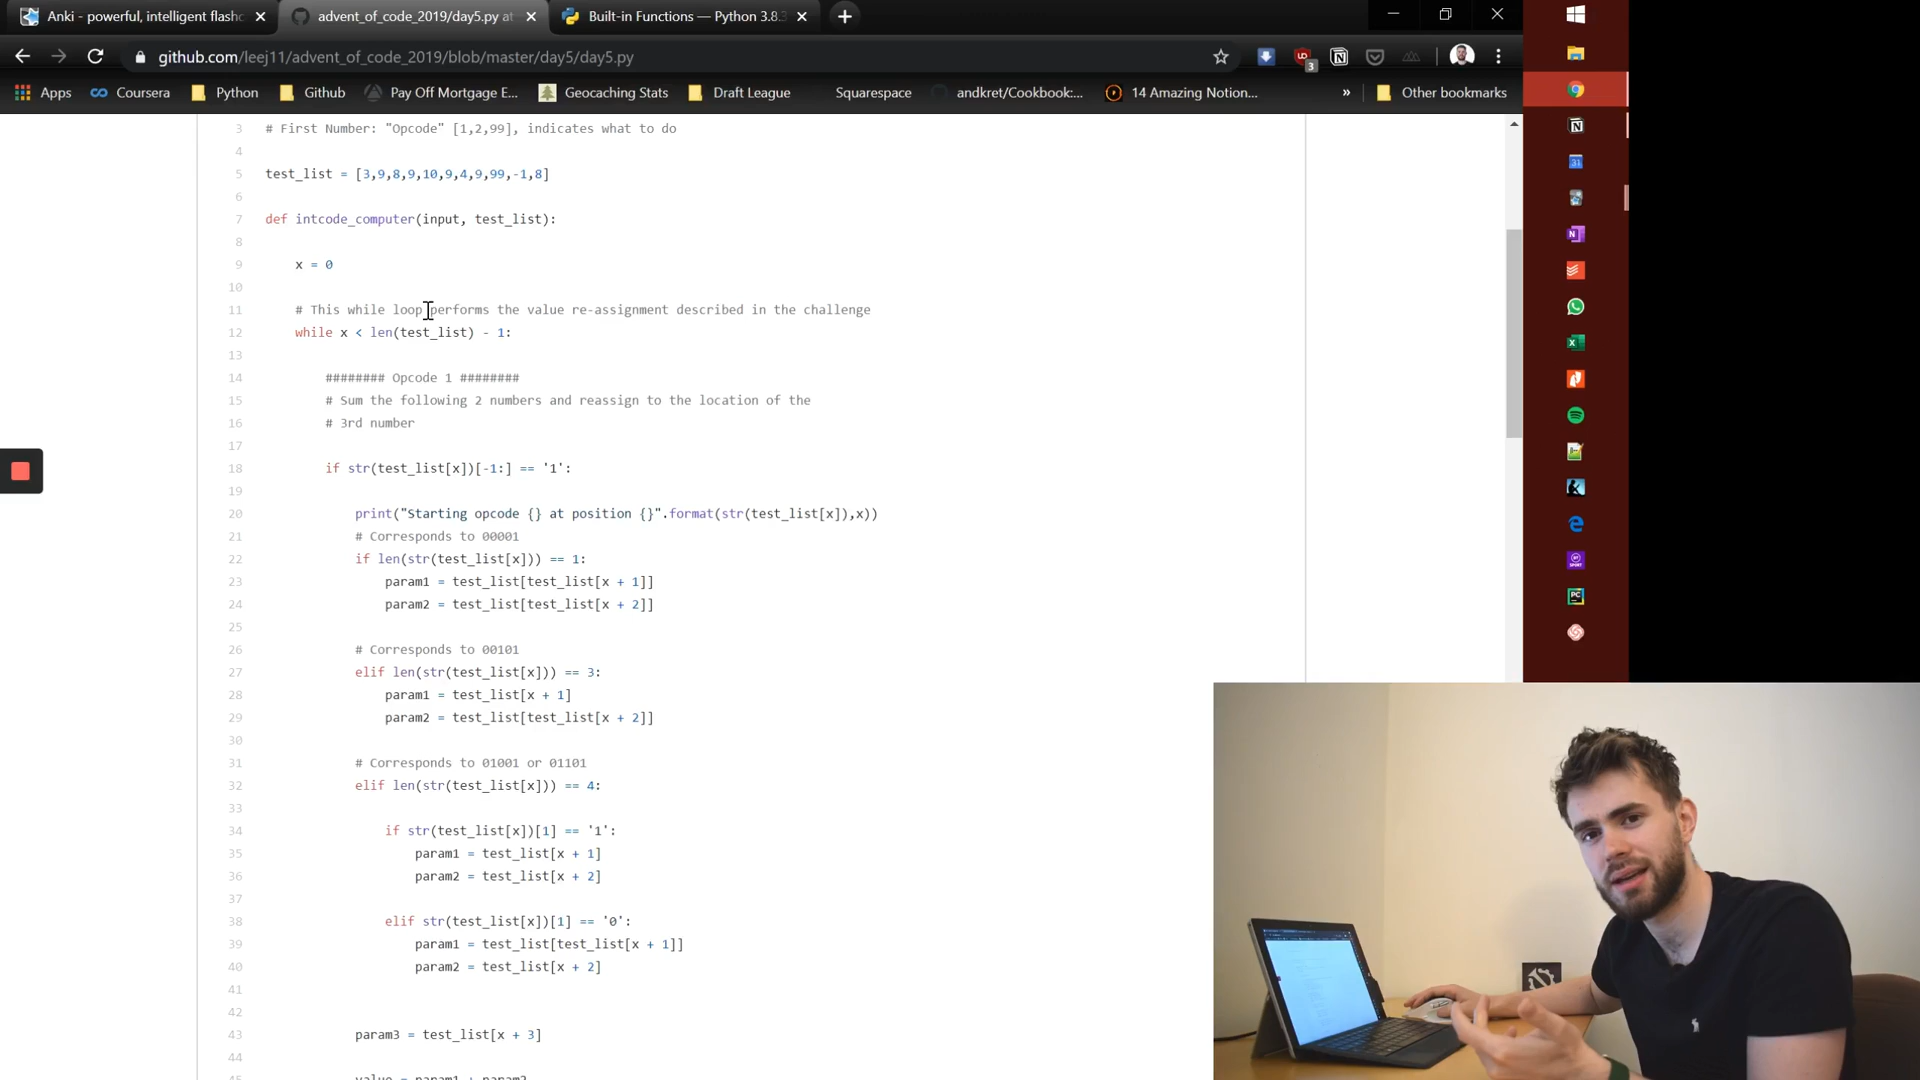 Anki - powerful, intelligent flashc
advent_of_code_2019/day5.py at
Built-in Functions — Python 3.8.3
github.com/leej11/advent_of_code_2019/blob/master/day5/day5.py
3
Apps
Coursera
Python
Github
Pay Off Mortgage E...
Geocaching Stats
Draft League
Squarespace
andkret/Cookbook:...
14 Amazing Notion...
»
Other bookmarks
3 # First Number: "Opcode" [1,2,99], indicates what to do
4
5 test_list = [3,9,8,9,10,9,4,9,99,-1,8]
6
7 def intcode_computer(input, test_list):
8
9 x = 0
10
11 # This while loop performs the value re-assignment described in the challenge
12 while x < len(test_list) - 1:
13
14 ######## Opcode 1 ########
15 # Sum the following 2 numbers and reassign to the location of the
16 # 3rd number
17
18 if str(test_list[x])[-1:] == '1':
19
20 print("Starting opcode {} at position {}".format(str(test_list[x]),x))
21 # Corresponds to 00001
22 if len(str(test_list[x])) == 1:
23 param1 = test_list[test_list[x + 1]]
24 param2 = test_list[test_list[x + 2]]
25
26 # Corresponds to 00101
27 elif len(str(test_list[x])) == 3:
28 param1 = test_list[x + 1]
29 param2 = test_list[test_list[x + 2]]
30
31 # Corresponds to 01001 or 01101
32 elif len(str(test_list[x])) == 4:
33
34 if str(test_list[x])[1] == '1':
35 param1 = test_list[x + 1]
36 param2 = test_list[x + 2]
37
38 elif str(test_list[x])[1] == '0':
39 param1 = test_list[test_list[x + 1]]
40 param2 = test_list[x + 2]
41
42
43 param3 = test_list[x + 3]
44
45 value = param1 + param2